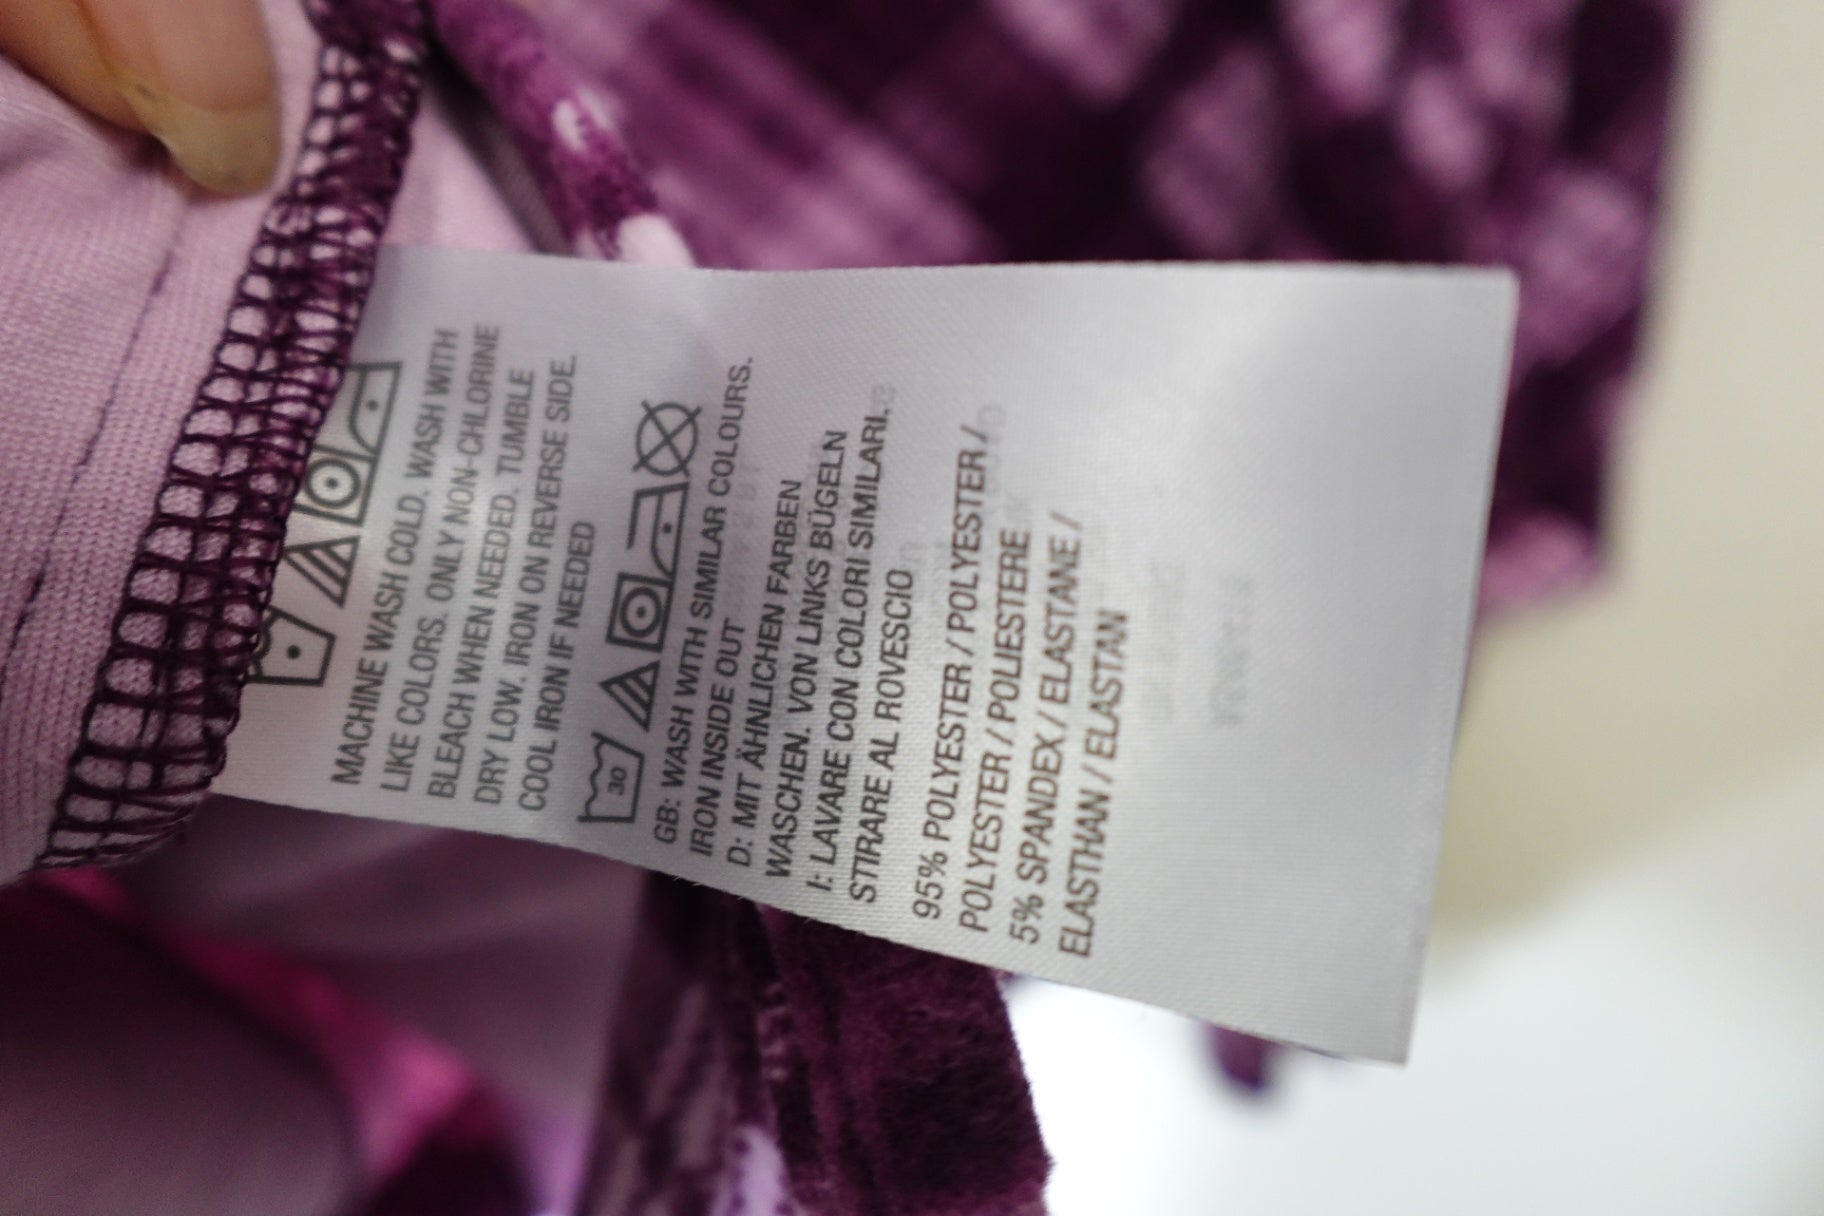 MACHINE WASH COLD. WASH WITH
LIKE COLORS. ONLY NON-CHLORINE
BLEACH WHEN NEEDED. TUMBLE
DRY LOW. IRON ON REVERSE SIDE.
COOL IRON IF NEEDED
30
GB: WASH WITH SIMILAR COLOURS.
IRON INSIDE OUT
D: MIT ÄHNLICHEN FARBEN
WASCHEN. VON LINKS BÜGELN
I: LAVARE CON COLORI SIMILARI.
STIRARE AL ROVESCIO
95% POLYESTER / POLYESTER /
POLYESTER / POLIESTERE
5% SPANDEX / ELASTANE /
ELASTHAN / ELASTAN